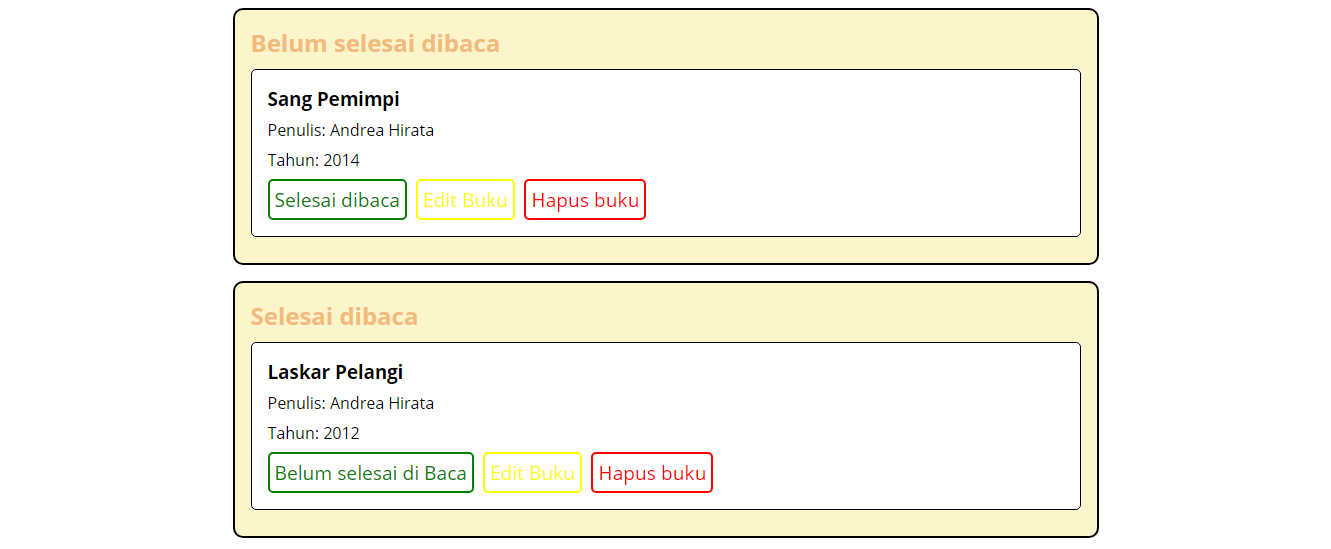 Belum selesai dibaca
Sang Pemimpi
Penulis: Andrea Hirata
Tahun: 2014
Selesai dibaca Edit Buku Hapus buku
Selesai dibaca
Laskar Pelangi
Penulis: Andrea Hirata
Tahun: 2012
Belum selesai di Baca Edit Buku Hapus buku